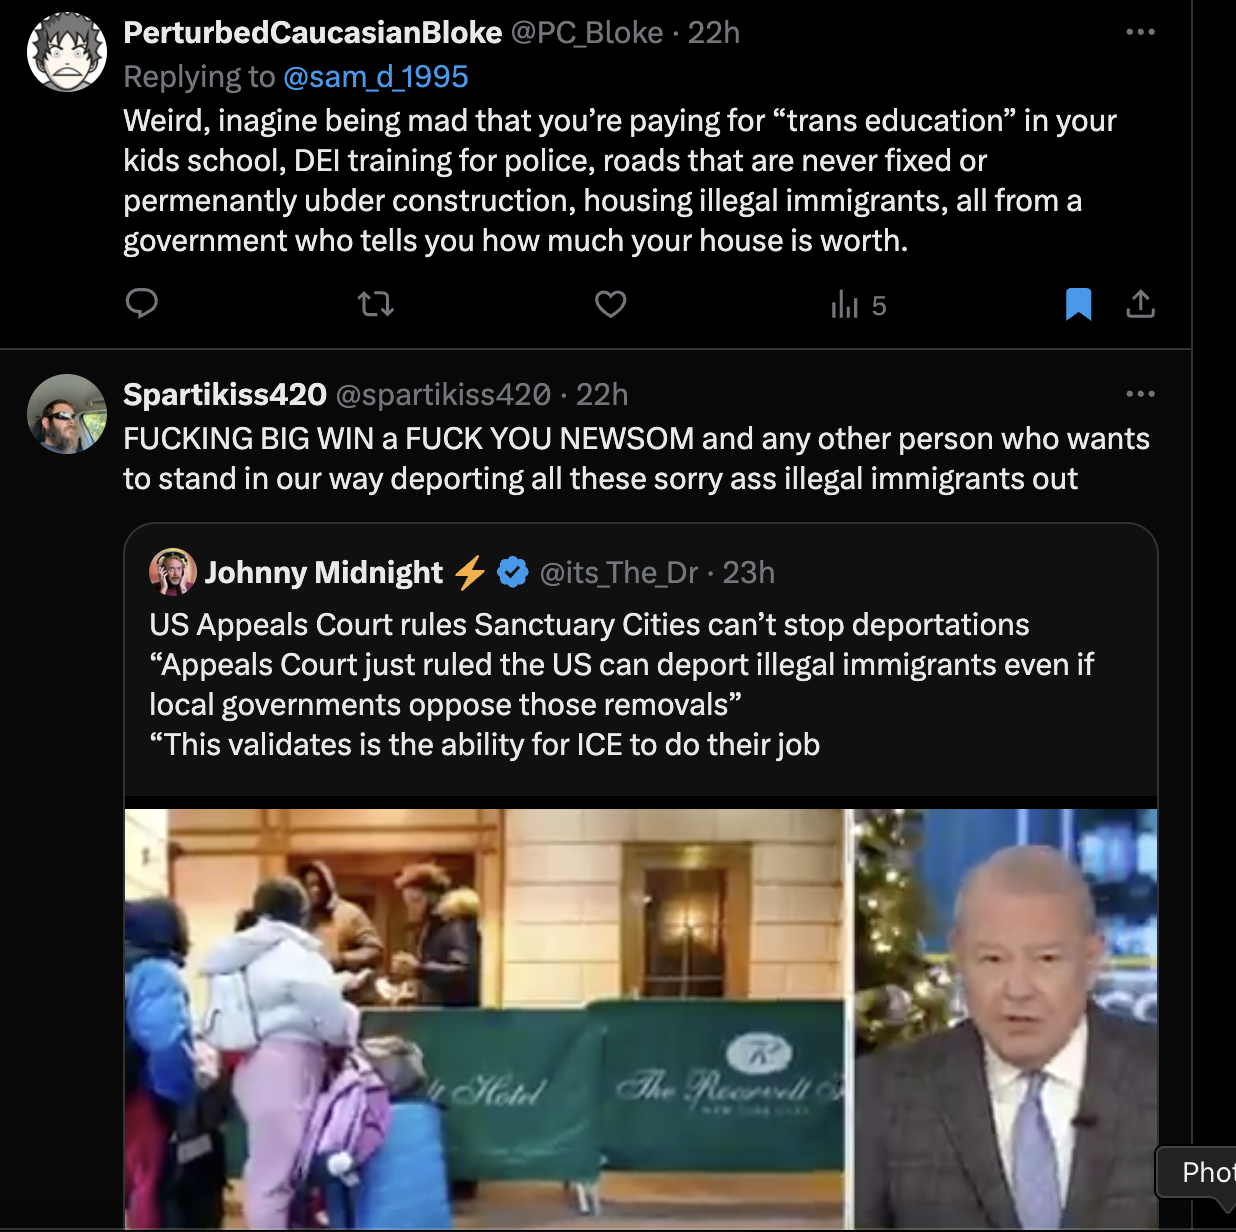 PerturbedCaucasianBloke @PC_Bloke · 22h
Replying to @sam_d_1995
Weird, inagine being mad that you’re paying for “trans education” in your
kids school, DEI training for police, roads that are never fixed or
permenantly ubder construction, housing illegal immigrants, all from a
government who tells you how much your house is worth.
5
Spartikiss420 @spartikiss420 · 22h
FUCKING BIG WIN a FUCK YOU NEWSOM and any other person who wants
to stand in our way deporting all these sorry ass illegal immigrants out
Johnny Midnight ⚡ @its_The_Dr · 23h
US Appeals Court rules Sanctuary Cities can’t stop deportations
“Appeals Court just ruled the US can deport illegal immigrants even if
local governments oppose those removals”
“This validates is the ability for ICE to do their job
R
Hotel
The Roosevelt
NEW YORK CITY
Phot